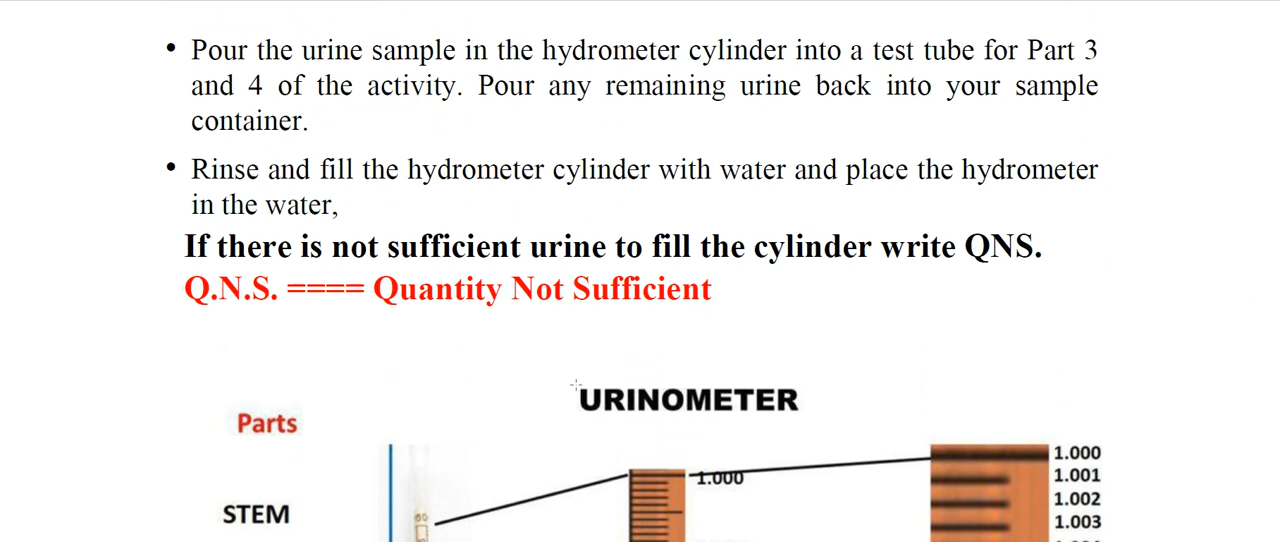 • Pour the urine sample in the hydrometer cylinder into a test tube for Part 3
and 4 of the activity. Pour any remaining urine back into your sample
container.
• Rinse and fill the hydrometer cylinder with water and place the hydrometer
in the water,
If there is not sufficient urine to fill the cylinder write QNS.
Q.N.S. ==== Quantity Not Sufficient
URINOMETER
Parts
1.000
1.000
1.001
1.002
1.003
STEM